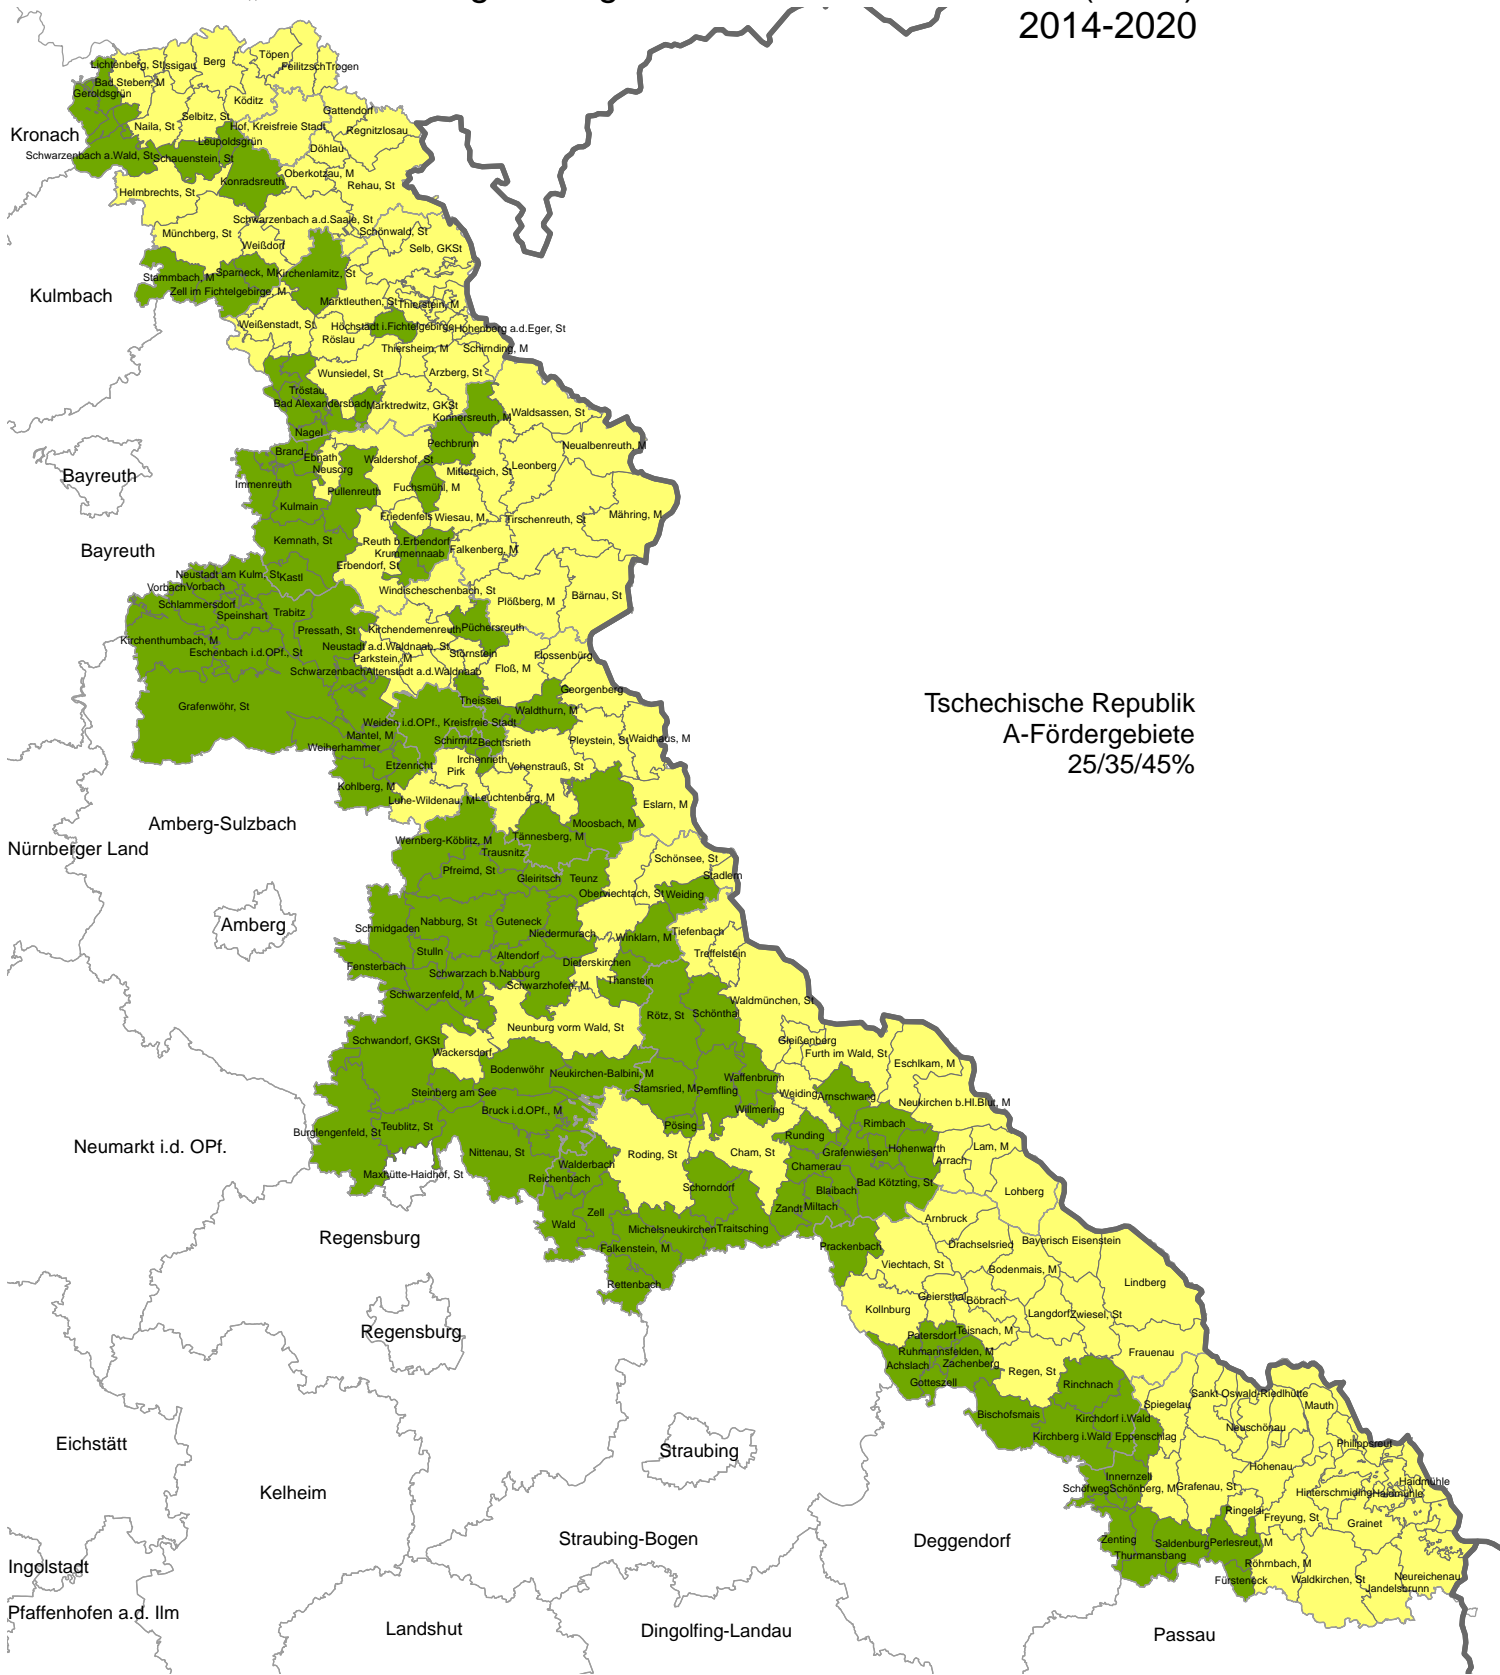 2014-2020
Lichtenberg, St
Issigau
Berg
Töpen
Feilitzsch
Trogen
Bad Steben, M
Geroldsgrün
Köditz
Gattendorf
Selbitz, St
Naila, St
Hof, Kreisfreie Stadt
Regnitzlosau
Kronach
Leupoldsgrün
Döhlau
Schwarzenbach a.Wald, St
Schauenstein, St
Oberkotzau, M
Konradsreuth
Rehau, St
Helmbrechts, St
Schwarzenbach a.d.Saale, St
Münchberg, St
Schönwald, St
Weißdorf
Selb, GKSt
Stammbach, M
Sparneck, M
Kirchenlamitz, St
Zell im Fichtelgebirge, M
Kulmbach
Marktleuthen, St
Thierstein, M
Weißenstadt, St
Höchstädt i.Fichtelgebirge
Hohenberg a.d.Eger, St
Röslau
Thiersheim, M
Schirnding, M
Wunsiedel, St
Arzberg, St
Tröstau
Bad Alexandersbad
Marktredwitz, GKSt
Konnersreuth, M
Waldsassen, St
Nagel
Pechbrunn
Neualbenreuth, M
Brand
Ebnath
Neusorg
Waldershof, St
Mitterteich, St
Leonberg
Bayreuth
Immenreuth
Pullenreuth
Fuchsmühl, M
Kulmain
Friedenfels
Wiesau, M
Tirschenreuth, St
Mähring, M
Kemnath, St
Reuth b.Erbendorf
Krummennaab
Falkenberg, M
Bayreuth
Erbendorf, St
Neustadt am Kulm, St
Kastl
Vorbach
Vorbach
Windischeschenbach, St
Plößberg, M
Bärnau, St
Schlammersdorf
Speinshart
Trabitz
Pressath, St
Kirchendemenreuth
Püchersreuth
Kirchenthumbach, M
Eschenbach i.d.OPf., St
Neustadt a.d.Waldnaab, St
Parkstein, M
Störnstein
Flossenbürg
Schwarzenbach
Altenstadt a.d.Waldnaab
Floß, M
Georgenberg
Grafenwöhr, St
Theisseil
Waldthurn, M
Tschechische Republik
A-Fördergebiete
25/35/45%
Weiden i.d.OPf., Kreisfreie Stadt
Mantel, M
Weiherhammer
Schirmitz
Bechtsrieth
Pleystein, St
Waidhaus, M
Etzenricht
Irchenrieth
Pirk
Vohenstrauß, St
Kohlberg, M
Luhe-Wildenau, M
Leuchtenberg, M
Eslarn, M
Amberg-Sulzbach
Moosbach, M
Nürnberger Land
Wernberg-Köblitz, M
Tännesberg, M
Trausnitz
Schönsee, St
Pfreimd, St
Gleiritsch
Teunz
Stadlern
Oberviechtach, St
Weiding
Amberg
Schmidgaden
Nabburg, St
Guteneck
Niedermurach
Winklarn, M
Tiefenbach
Stulln
Altendorf
Treffelstein
Fensterbach
Schwarzach b.Nabburg
Dieterskirchen
Schwarzhofen, M
Thanstein
Schwarzenfeld, M
Waldmünchen, St
Rötz, St
Schönthal
Neunburg vorm Wald, St
Schwandorf, GKSt
Wackersdorf
Gleißenberg
Furth im Wald, St
Eschlkam, M
Bodenwöhr
Neukirchen-Balbini, M
Waffenbrunn
Steinberg am See
Stamsried, M
Pemfling
Weiding
Arnschwang
Neukirchen b.Hl.Blut, M
Bruck i.d.OPf., M
Willmering
Burglengenfeld, St
Teublitz, St
Pösing
Rimbach
Runding
Neumarkt i.d. OPf.
Nittenau, St
Roding, St
Cham, St
Grafenwiesen
Hohenwarth
Lam, M
Arrach
Maxhütte-Haidhof, St
Walderbach
Reichenbach
Chamerau
Bad Kötzting, St
Schorndorf
Blaibach
Lohberg
Zandt
Miltach
Wald
Zell
Michelsneukirchen
Traitsching
Arnbruck
Regensburg
Falkenstein, M
Prackenbach
Drachselsried
Bayerisch Eisenstein
Viechtach, St
Bodenmais, M
Rettenbach
Lindberg
Kollnburg
Geiersthal
Böbrach
Langdorf
Zwiesel, St
Regensburg
Patersdorf
Teisnach, M
Ruhmannsfelden, M
Frauenau
Achslach
Zachenberg
Regen, St
Gotteszell
Rinchnach
Sankt Oswald-Riedlhütte
Spiegelau
Mauth
Bischofsmais
Kirchdorf i.Wald
Neuschönau
Kirchberg i.Wald
Eppenschlag
Philippsreut
Eichstätt
Straubing
Hohenau
Innernzell
Schöfweg
Schönberg, M
Grafenau, St
Haidmühle
Hinterschmiding
Haidmühle
Kelheim
Ringelai
Freyung, St
Grainet
Straubing-Bogen
Deggendorf
Zenting
Saldenburg
Perlesreut, M
Thurmansbang
Röhrnbach, M
Ingolstadt
Fürsteneck
Waldkirchen, St
Neureichenau
Jandelsbrunn
Pfaffenhofen a.d. Ilm
Landshut
Dingolfing-Landau
Passau